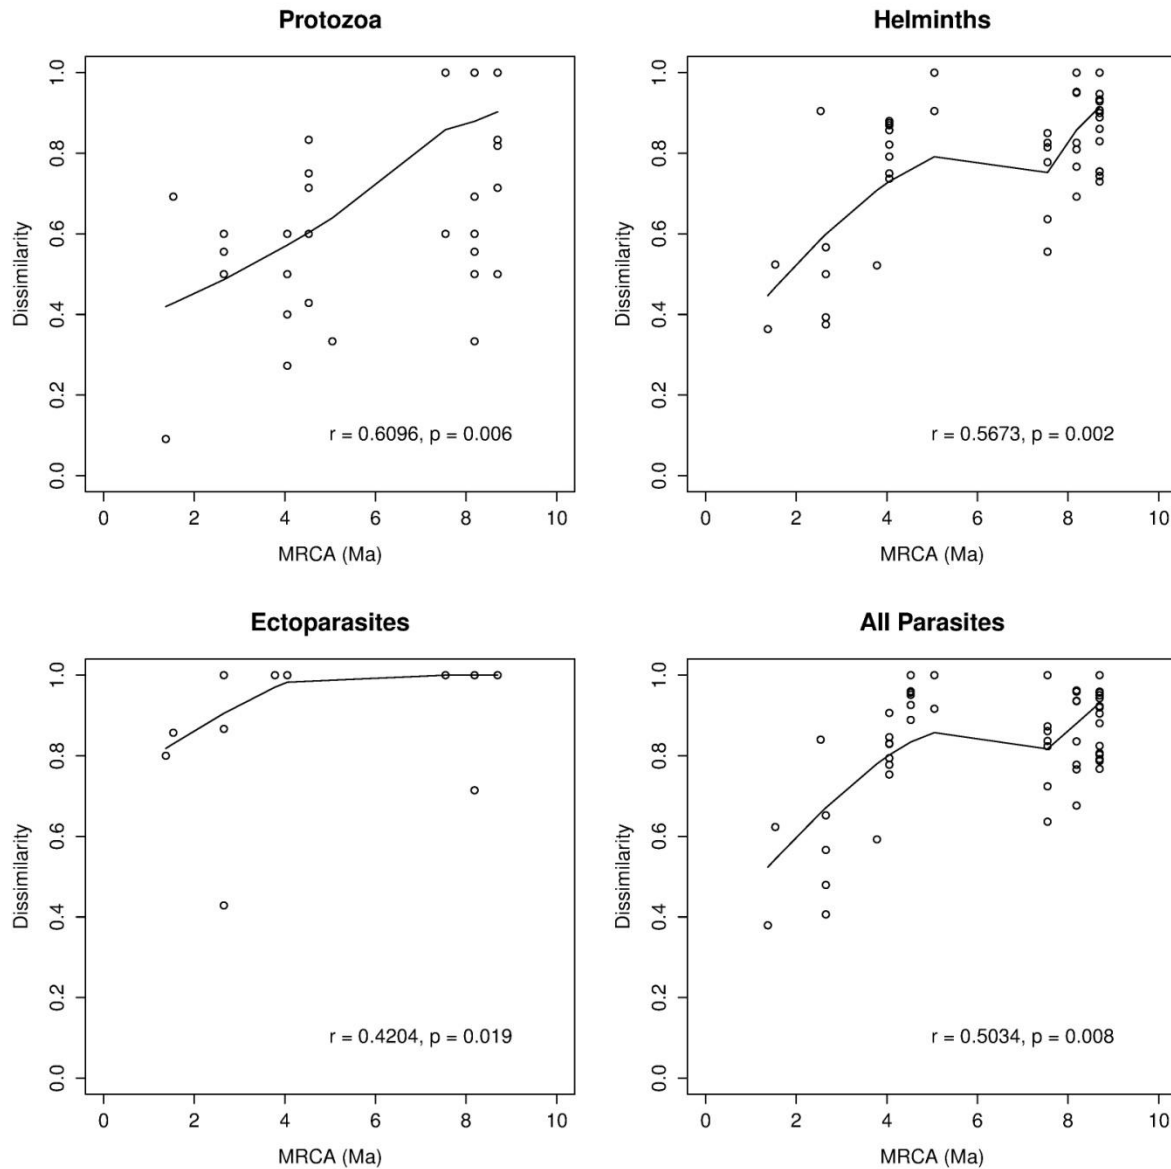 Protozoa
Dissimilarity
1.0
0.8
0.6
0.4
0.2
0.0
r = 0.6096, p = 0.006
0 2 4 6 8 10
MRCA (Ma)
Helminths
Dissimilarity
1.0
0.8
0.6
0.4
0.2
0.0
r = 0.5673, p = 0.002
0 2 4 6 8 10
MRCA (Ma)
Ectoparasites
Dissimilarity
1.0
0.8
0.6
0.4
0.2
0.0
r = 0.4204, p = 0.019
0 2 4 6 8 10
MRCA (Ma)
All Parasites
Dissimilarity
1.0
0.8
0.6
0.4
0.2
0.0
r = 0.5034, p = 0.008
0 2 4 6 8 10
MRCA (Ma)